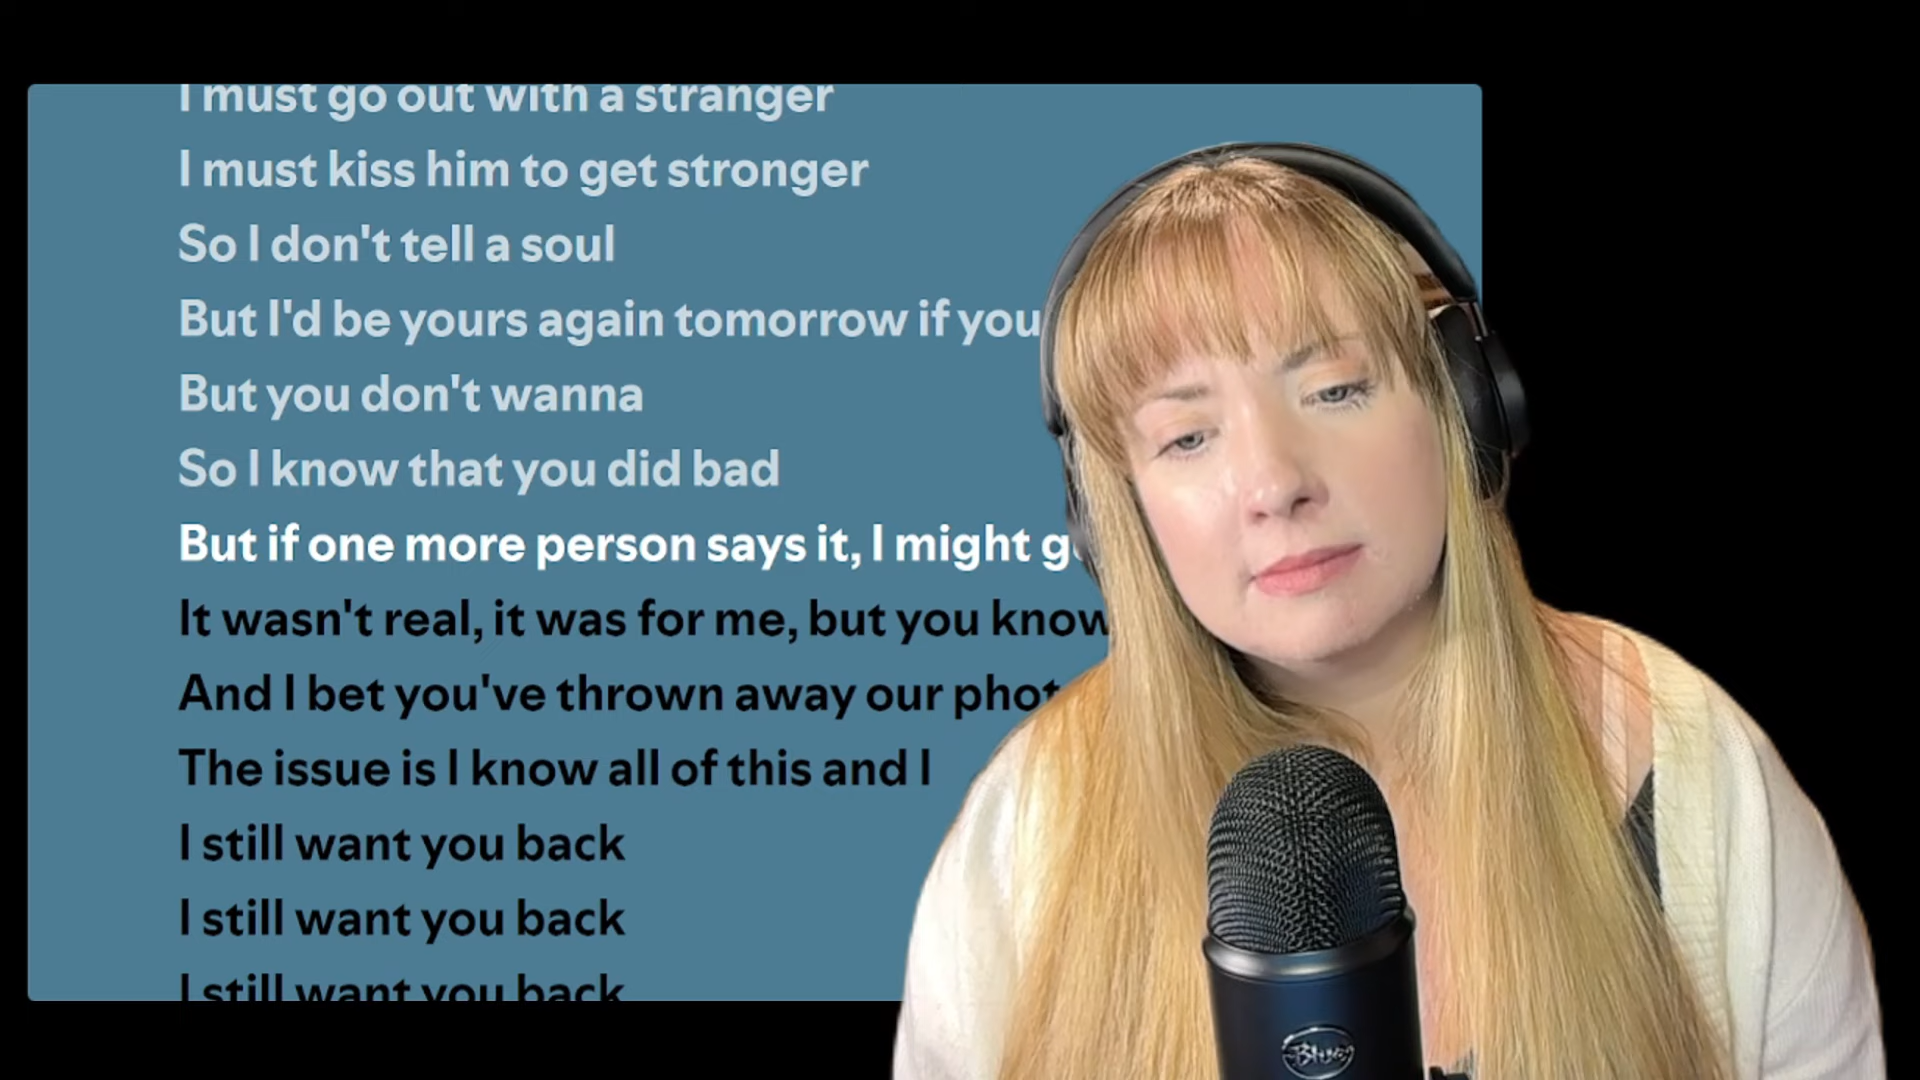 I must go out with a stranger
I must kiss him to get stronger
So I don't tell a soul
But I'd be yours again tomorrow if you
But you don't wanna
So I know that you did bad
But if one more person says it, I might
It wasn't real, it was for me, but you know
And I bet you've thrown away our
The issue is I know all of this and I
I still want you back
I still want you back
I still want you back
Blue